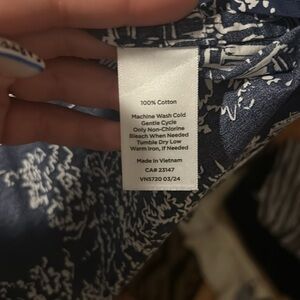 100% Cotton
Machine Wash Cold
Gentle Cycle
Only Non-Chlorine
Bleach When Needed
Tumble Dry Low
Warm Iron, If Needed
Made in Vietnam
CA# 23147
VN5720 03/24